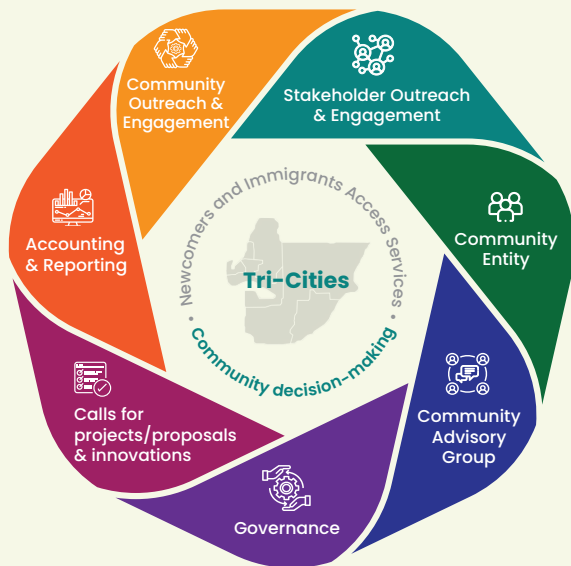 Community
Outreach &
Engagement
Stakeholder Outreach
& Engagement
Community
Entity
Community
Advisory
Group
Governance
Calls for
projects/proposals
& innovations
Accounting
& Reporting
• Newcomers and Immigrants Access Services •
Tri-Cities
Community decision-making